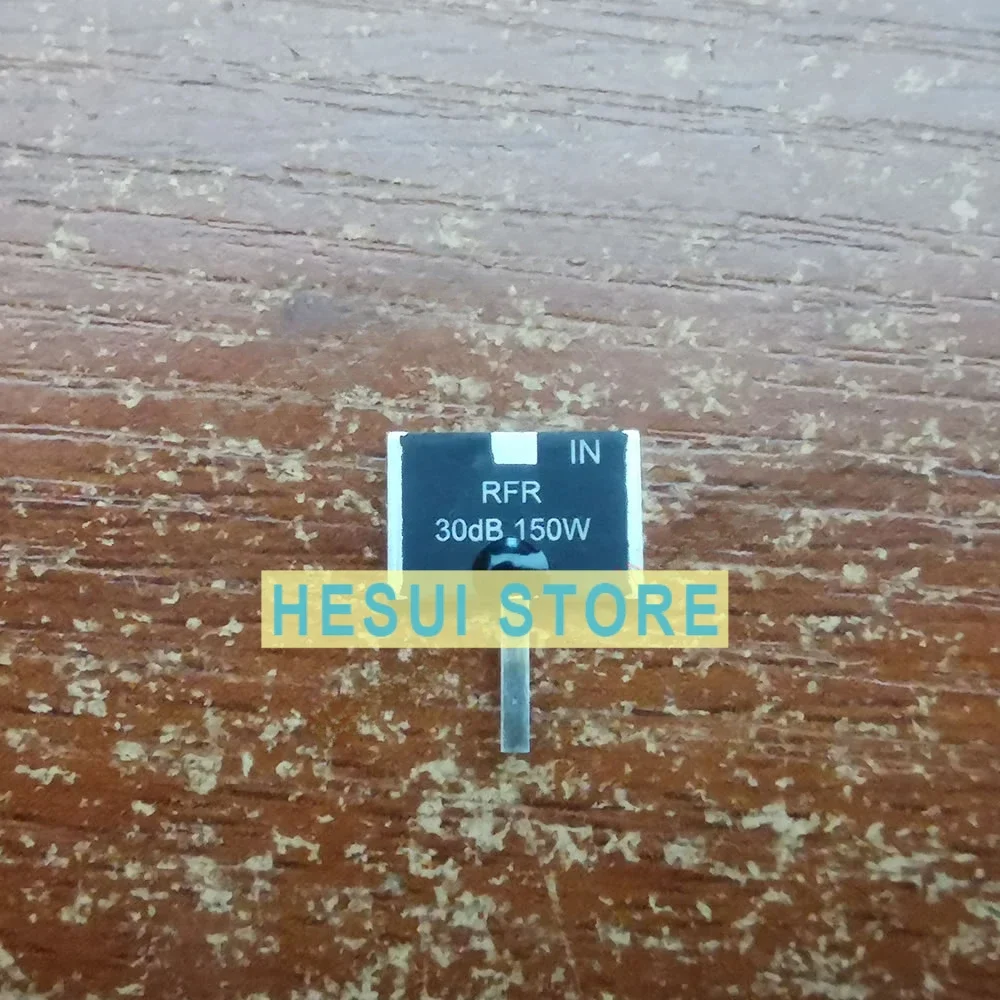 IN
RFR
30dB 150W
HESUI STORE